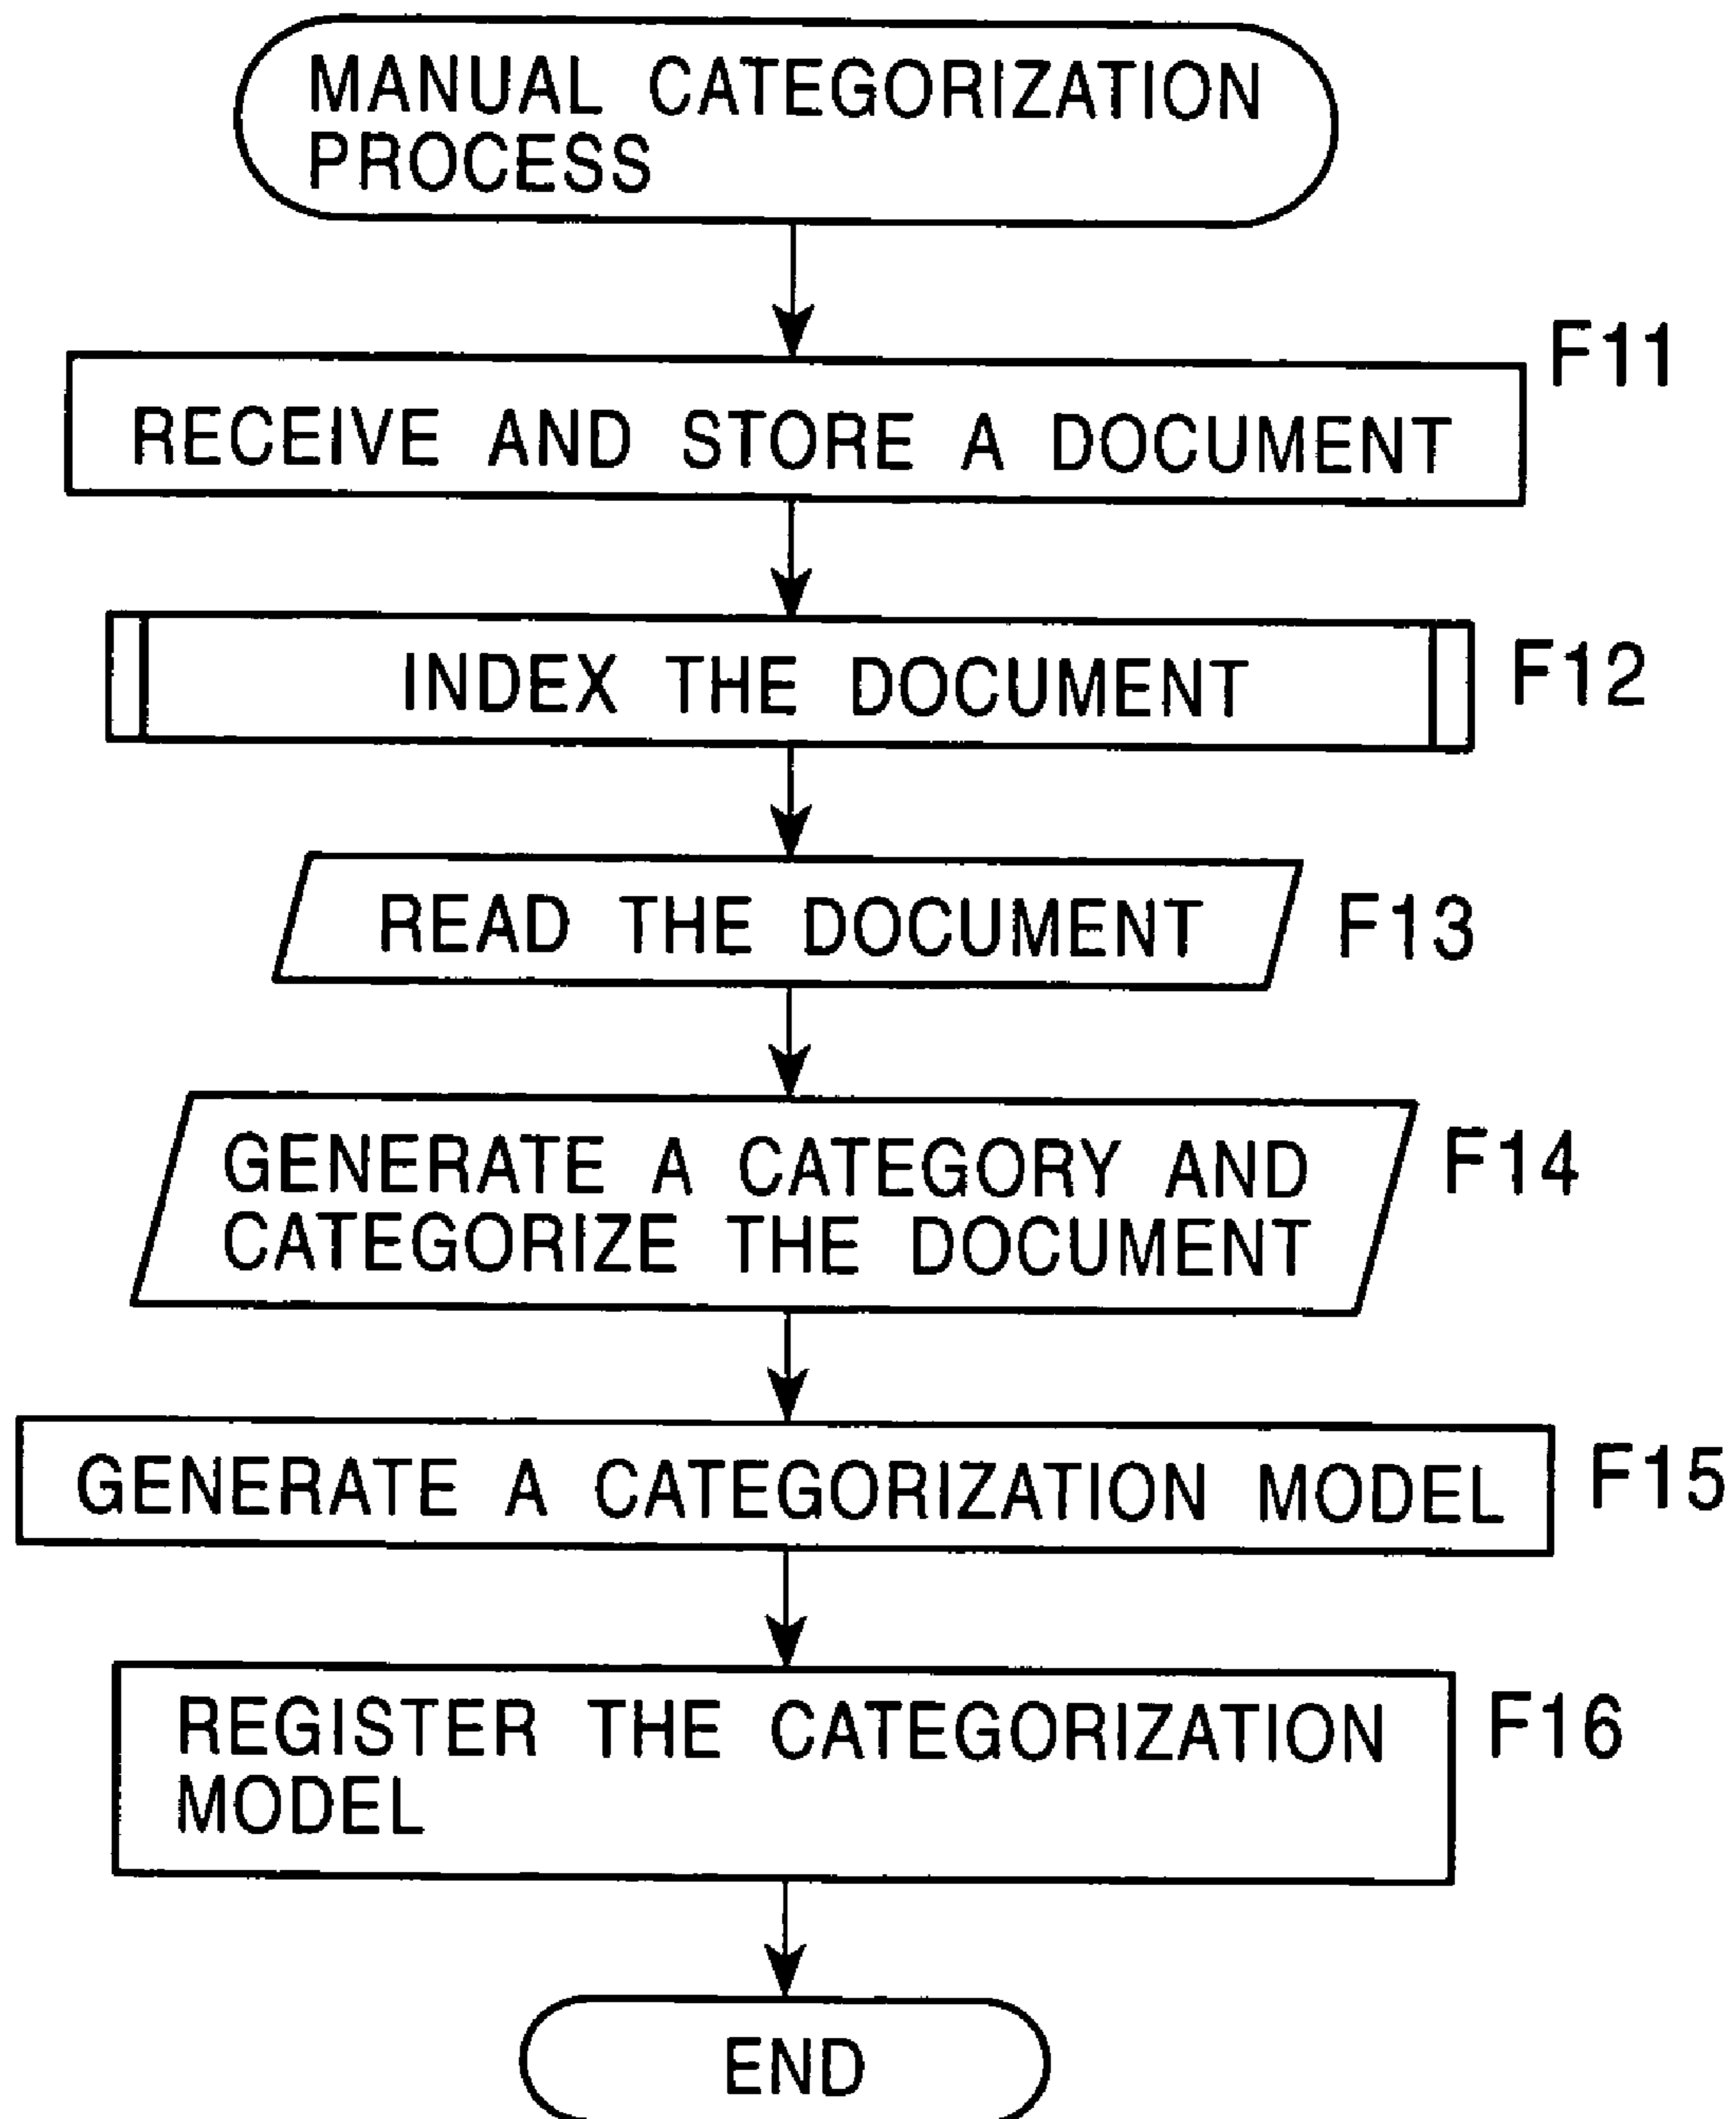 MANUAL CATEGORIZATION
PROCESS
F11
RECEIVE AND STORE A DOCUMENT
INDEX THE DOCUMENT
F12
READ THE DOCUMENT
F13
GENERATE A CATEGORY AND
CATEGORIZE THE DOCUMENT
F14
GENERATE A CATEGORIZATION MODEL
F15
REGISTER THE CATEGORIZATION
MODEL
F16
END